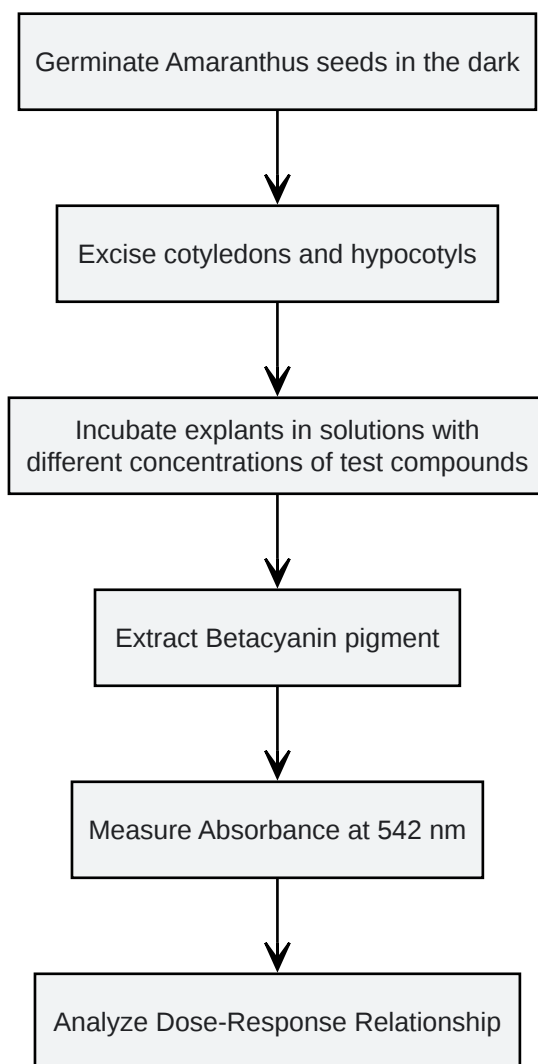 Germinate Amaranthus seeds in the dark
Excise cotyledons and hypocotyls
Incubate explants in solutions with
different concentrations of test compounds
Extract Betacyanin pigment
Measure Absorbance at 542 nm
Analyze Dose-Response Relationship